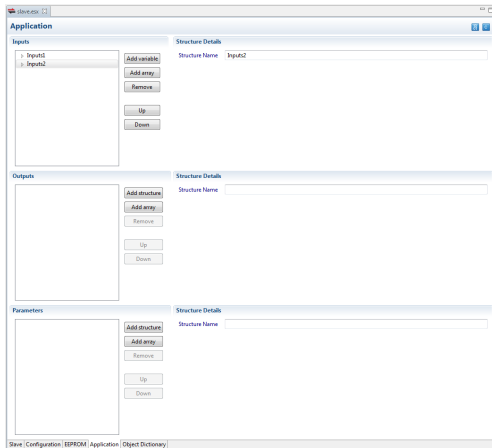 slave.esx
Application
Inputs
Structure Details
Inputs1
Inputs2
Add variable
Add array
Remove
Up
Down
Structure Name Inputs2
Outputs
Structure Details
Add structure
Add array
Remove
Up
Down
Structure Name
Parameters
Structure Details
Add structure
Add array
Remove
Up
Down
Structure Name
Slave Configuration EEPROM Application Object Dictionary